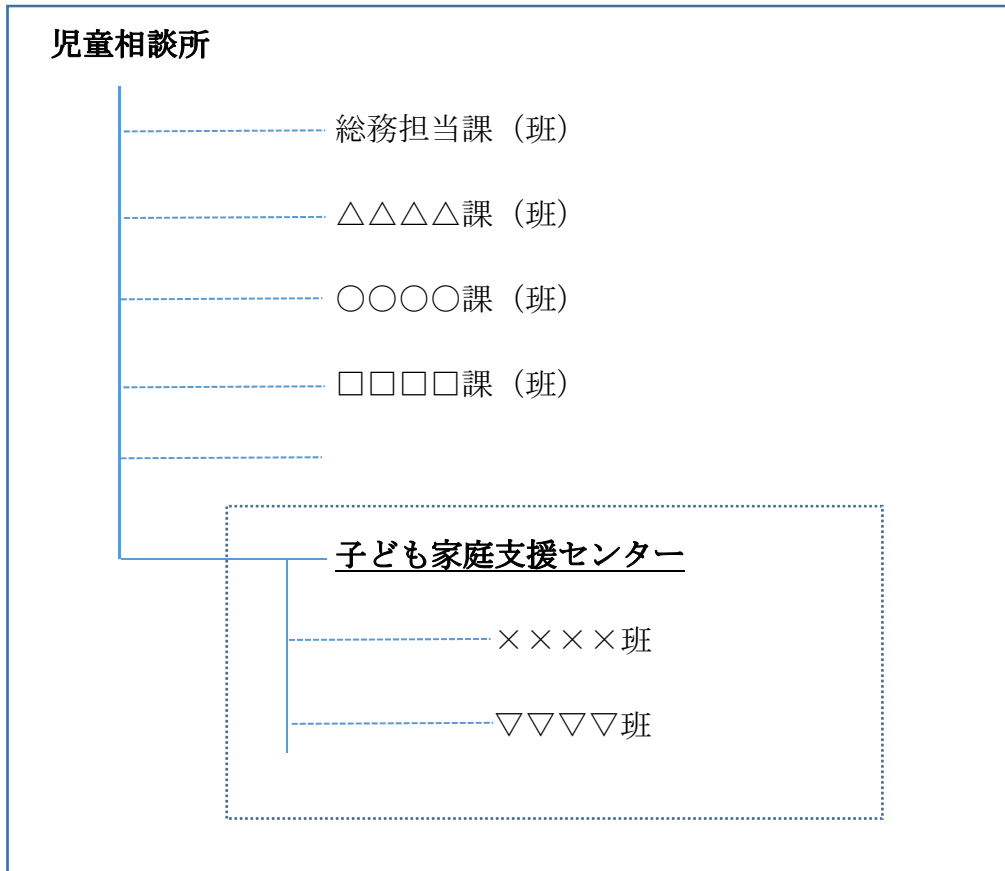 児童相談所
総務担当課（班）
△△△△課（班）
○○○○課（班）
□□□□課（班）
子ども家庭支援センター
××××班
▽▽▽▽班